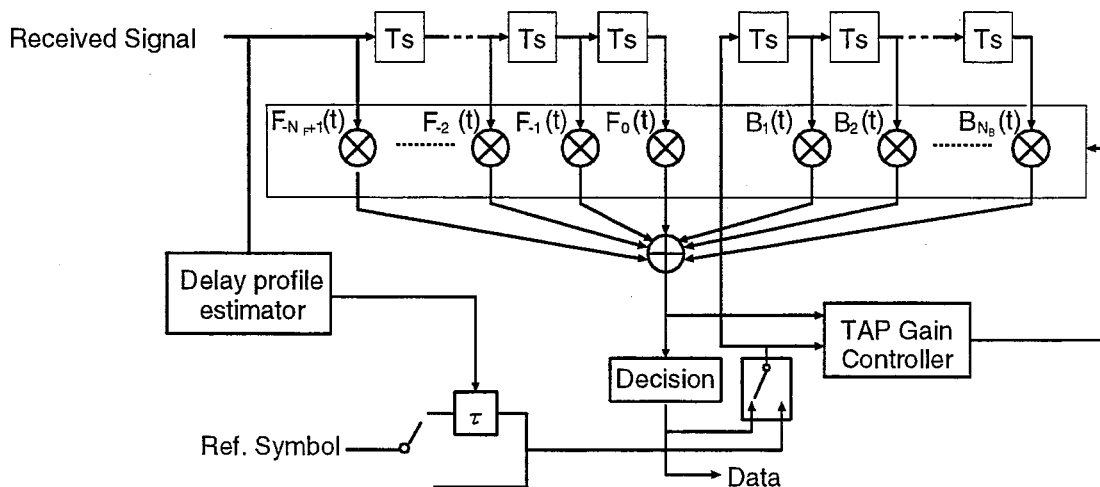 Received Signal
Ts Ts Ts Ts Ts Ts
F-N F+1(t) F-2 (t) F-1(t) F0(t) B1(t) B2(t) BNB(t)
Delay profile
estimator
TAP Gain
Controller
Decision
τ
Ref. Symbol
Data